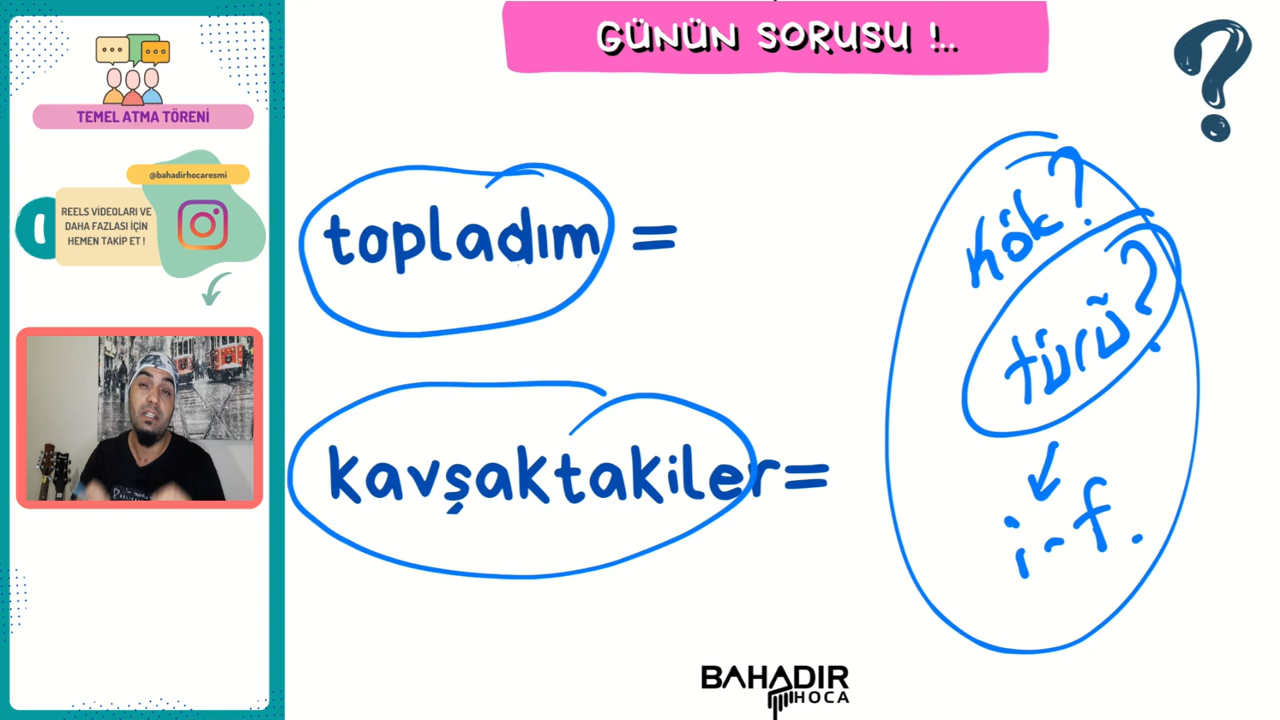 GÜNÜN SORUSU !..
TEMEL ATMA TÖRENİ
@bahadirhocaresmi
REELS VİDEOLARI VE
DAHA FAZLASI İÇİN
HEMEN TAKİP ET !
topladım =
kavşaktakiler=
kök?
türü?
i-f.
?
BAHADIR
HOCA